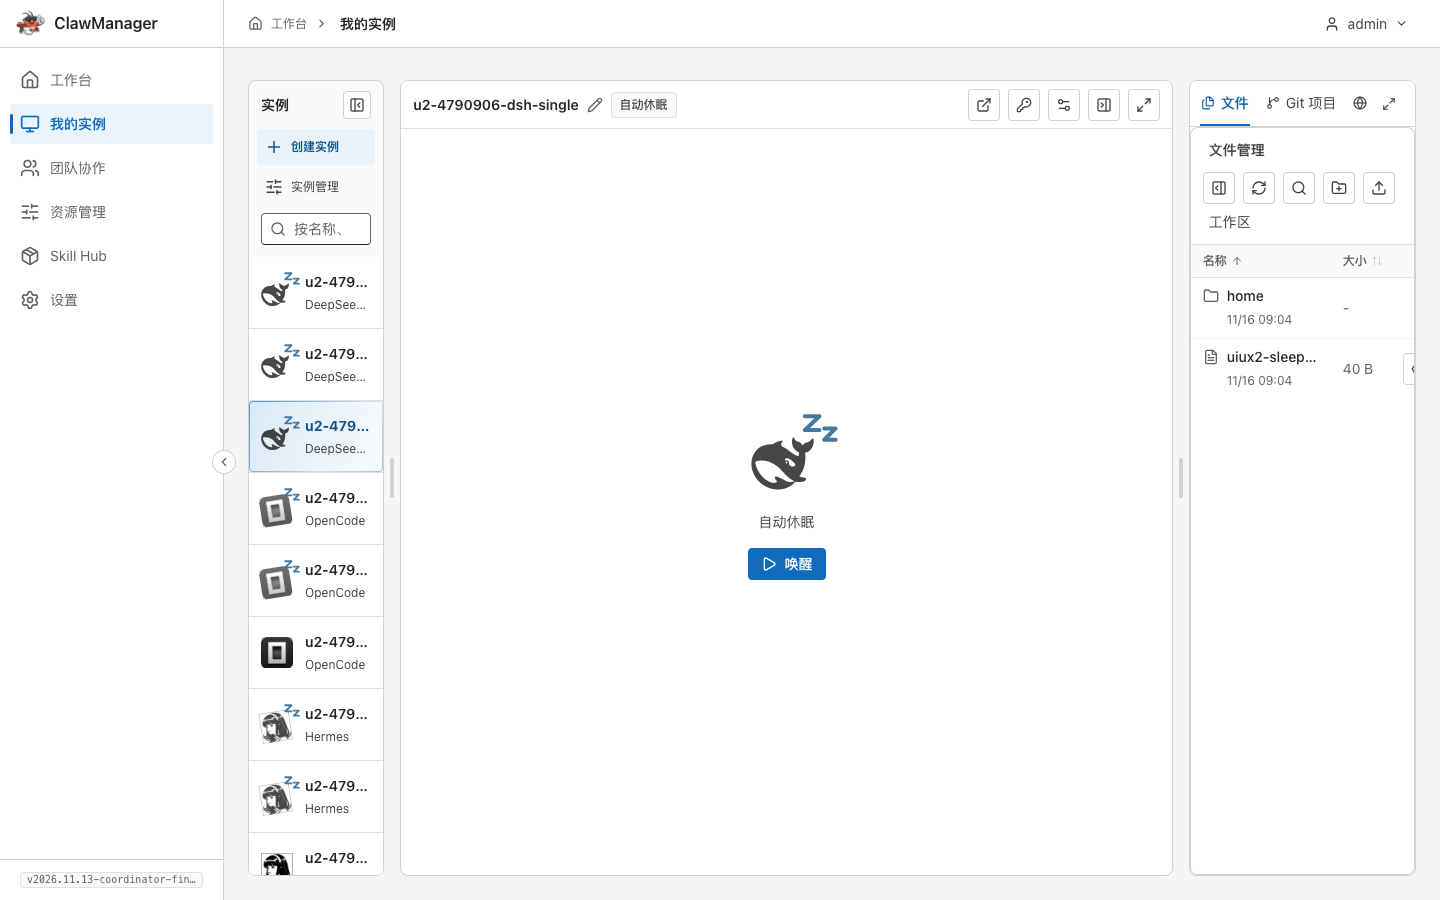 ClawManager
工作台
我的实例
团队协作
资源管理
Skill Hub
设置
v2026.11.13-coordinator-fin…
工作台
我的实例
admin
实例
创建实例
实例管理
按名称、
u2-479...
DeepSee...
u2-479...
DeepSee...
u2-479...
DeepSee...
u2-479...
OpenCode
u2-479...
OpenCode
u2-479...
OpenCode
u2-479...
Hermes
u2-479...
Hermes
u2-479...
u2-4790906-dsh-single
自动休眠
zz
自动休眠
唤醒
文件
Git 项目
文件管理
工作区
名称
大小
home
-
11/16 09:04
uiux2-sleep...
40 B
11/16 09:04